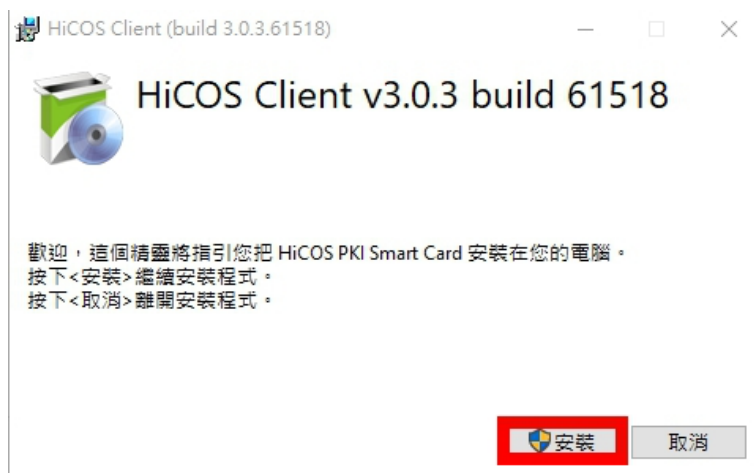 HiCOS Client (build 3.0.3.61518)
HiCOS Client v3.0.3 build 61518
歡迎，這個精靈將指引您把 HiCOS PKI Smart Card 安裝在您的電腦。
按下<安裝>繼續安裝程式。
按下<取消>離開安裝程式。
安裝 取消